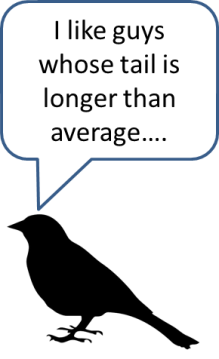 I like guys
whose tail is
longer than
average....